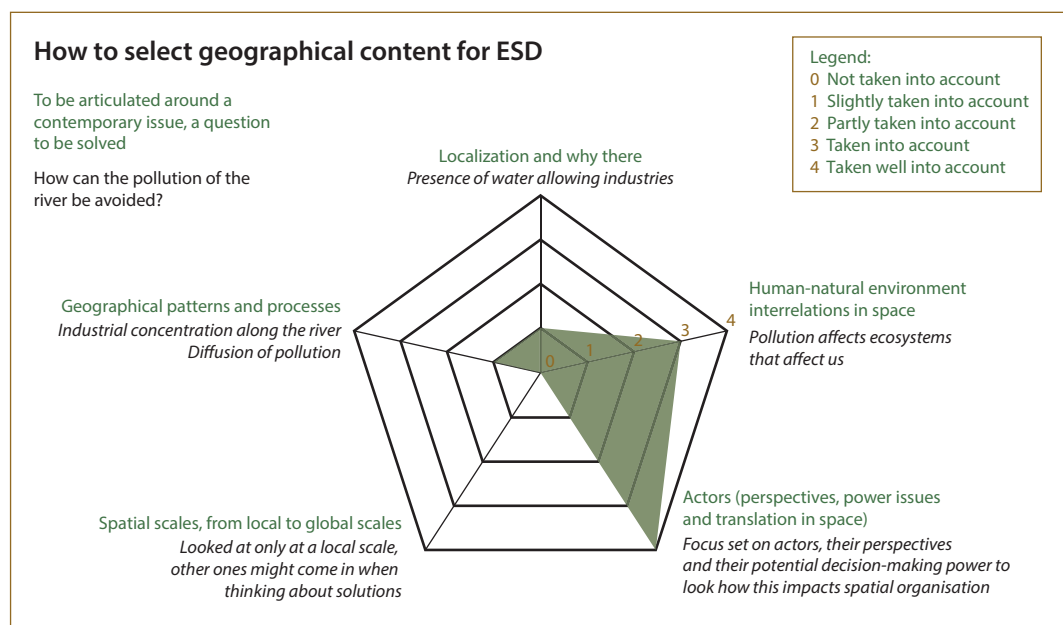 How to select geographical content for ESD
To be articulated around a
contemporary issue, a question
to be solved
How can the pollution of the
river be avoided?
Legend:
0 Not taken into account
1 Slightly taken into account
2 Partly taken into account
3 Taken into account
4 Taken well into account
Localization and why there
Presence of water allowing industries
Geographical patterns and processes
Industrial concentration along the river
Diffusion of pollution
Human-natural environment
interrelations in space
Pollution affects ecosystems
that affect us
0
1
2
3
4
Spatial scales, from local to global scales
Looked at only at a local scale,
other ones might come in when
thinking about solutions
Actors (perspectives, power issues
and translation in space)
Focus set on actors, their perspectives
and their potential decision-making power to
look how this impacts spatial organisation